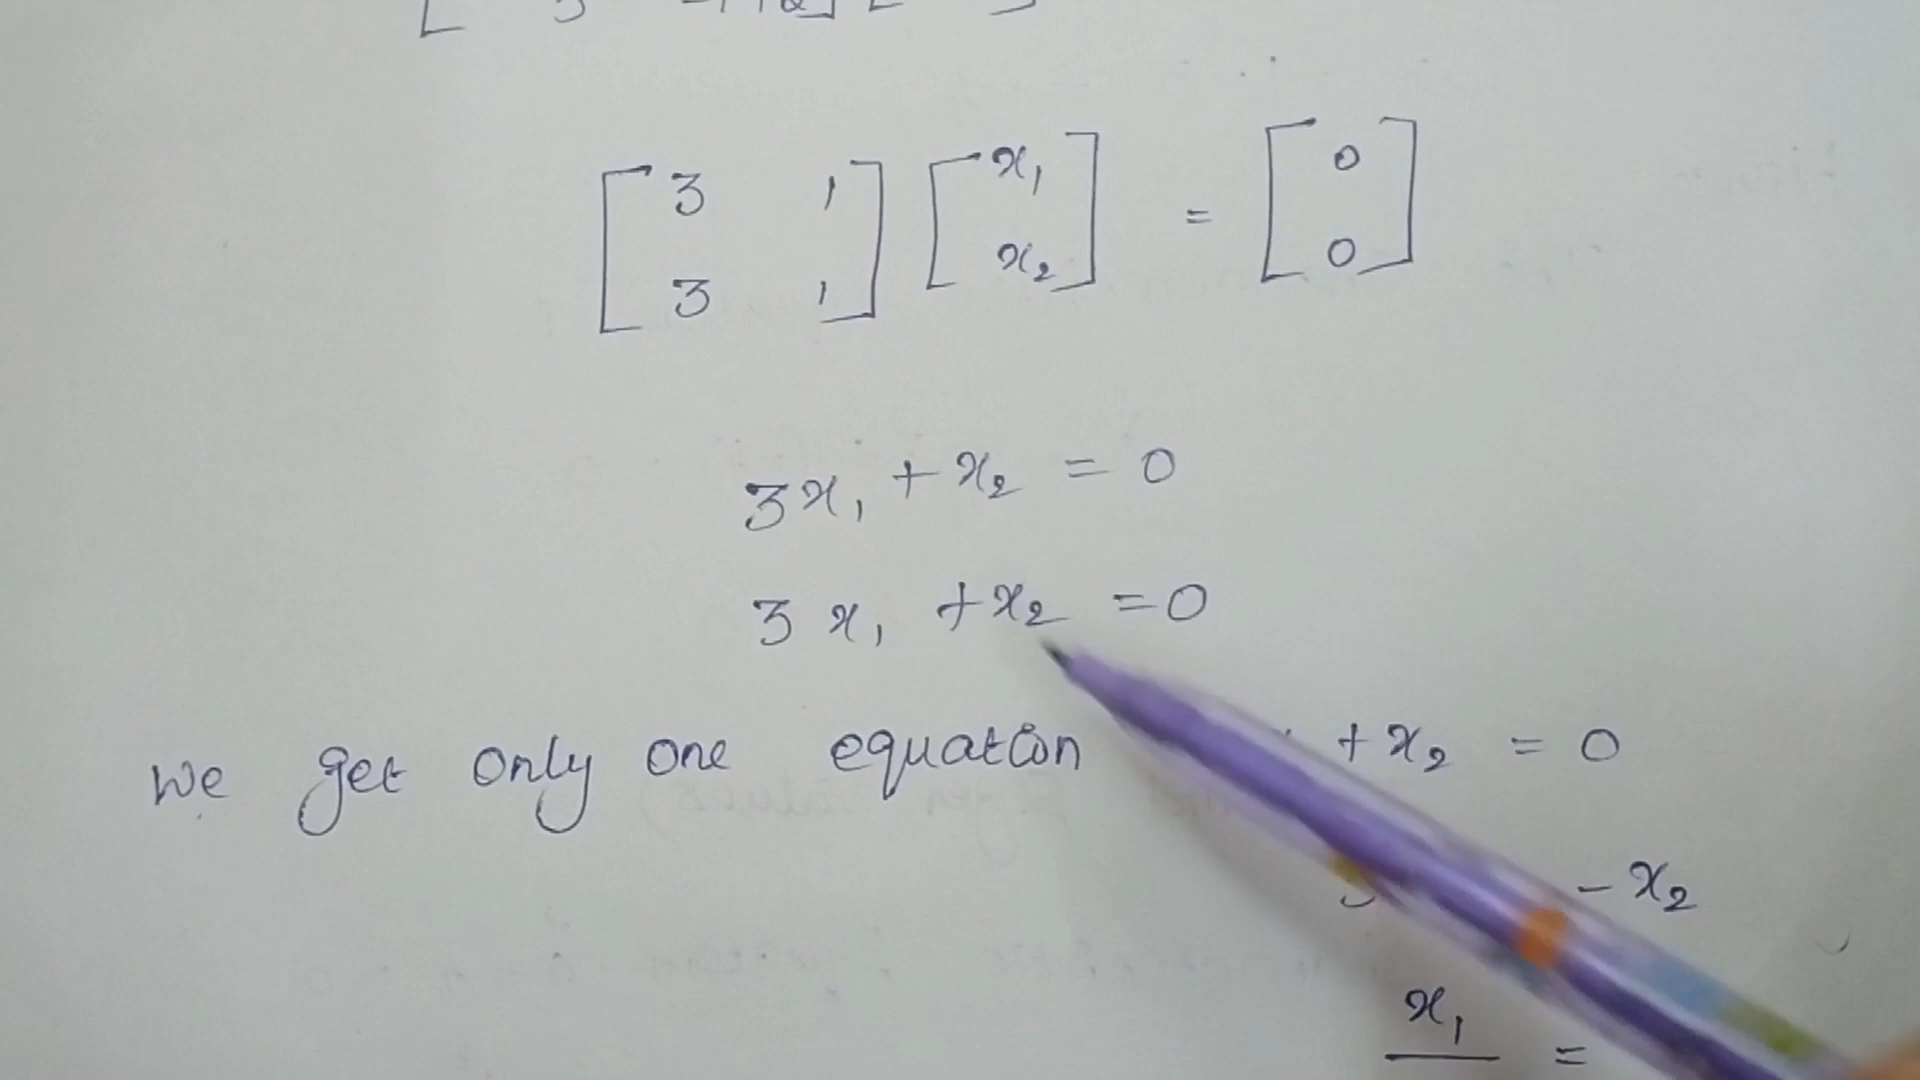 [ 3 1 ] [ x₁ ] = [ 0 ]
[ 3 1 ] [ x₂ ] [ 0 ]
3x₁ + x₂ = 0
3x₁ + x₂ = 0
We get only one equation + x₂ = 0
- x₂
x₁ =